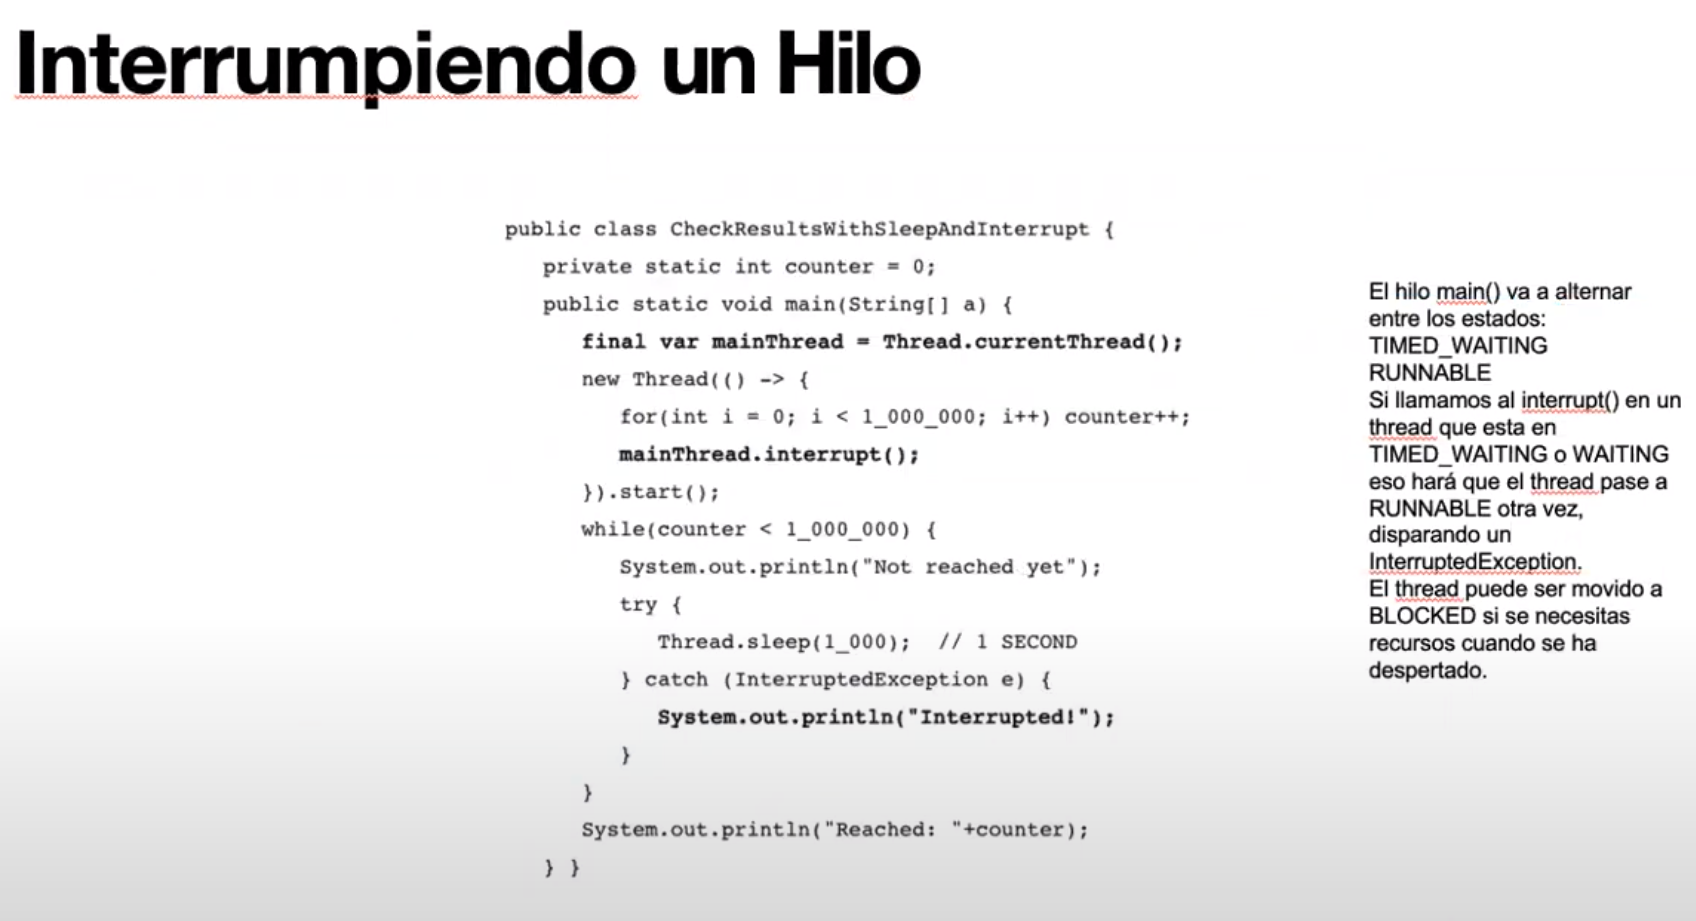 Interrumpiendo un Hilo
public class CheckResultsWithSleepAndInterrupt {
private static int counter = 0;
public static void main(String[] a) {
final var mainThread = Thread.currentThread();
new Thread(() -> {
for(int i = 0; i < 1_000_000; i++) counter++;
mainThread.interrupt();
}).start();
while(counter < 1_000_000) {
System.out.println("Not reached yet");
try {
Thread.sleep(1_000); // 1 SECOND
} catch (InterruptedException e) {
System.out.println("Interrupted!");
}
}
System.out.println("Reached: "+counter);
} }
El hilo main() va a alternar
entre los estados:
TIMED_WAITING
RUNNABLE
Si llamamos al interrupt() en un
thread que esta en
TIMED_WAITING o WAITING
eso hará que el thread pase a
RUNNABLE otra vez,
disparando un
InterruptedException.
El thread puede ser movido a
BLOCKED si se necesitas
recursos cuando se ha
despertado.